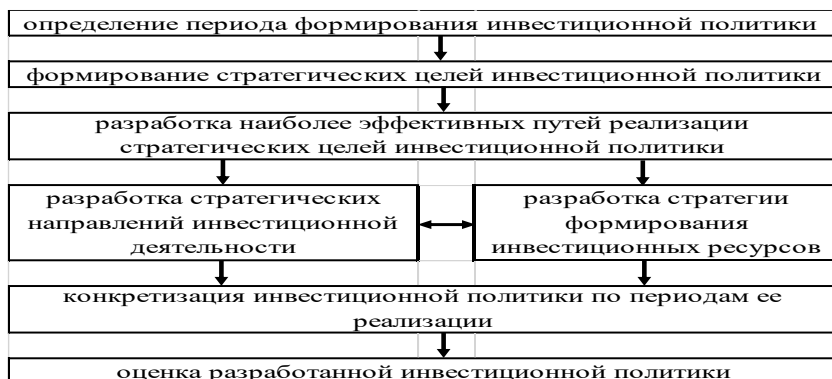 определение периода формирования инвестиционной политики
формирование стратегических целей инвестиционной политики
разработка наиболее эффективных путей реализации
стратегических целей инвестиционной политики
разработка стратегических
направлений инвестиционной
деятельности
разработка стратегии
формирования
инвестиционных ресурсов
конкретизация инвестиционной политики по периодам ее
реализации
оценка разработанной инвестиционной политики